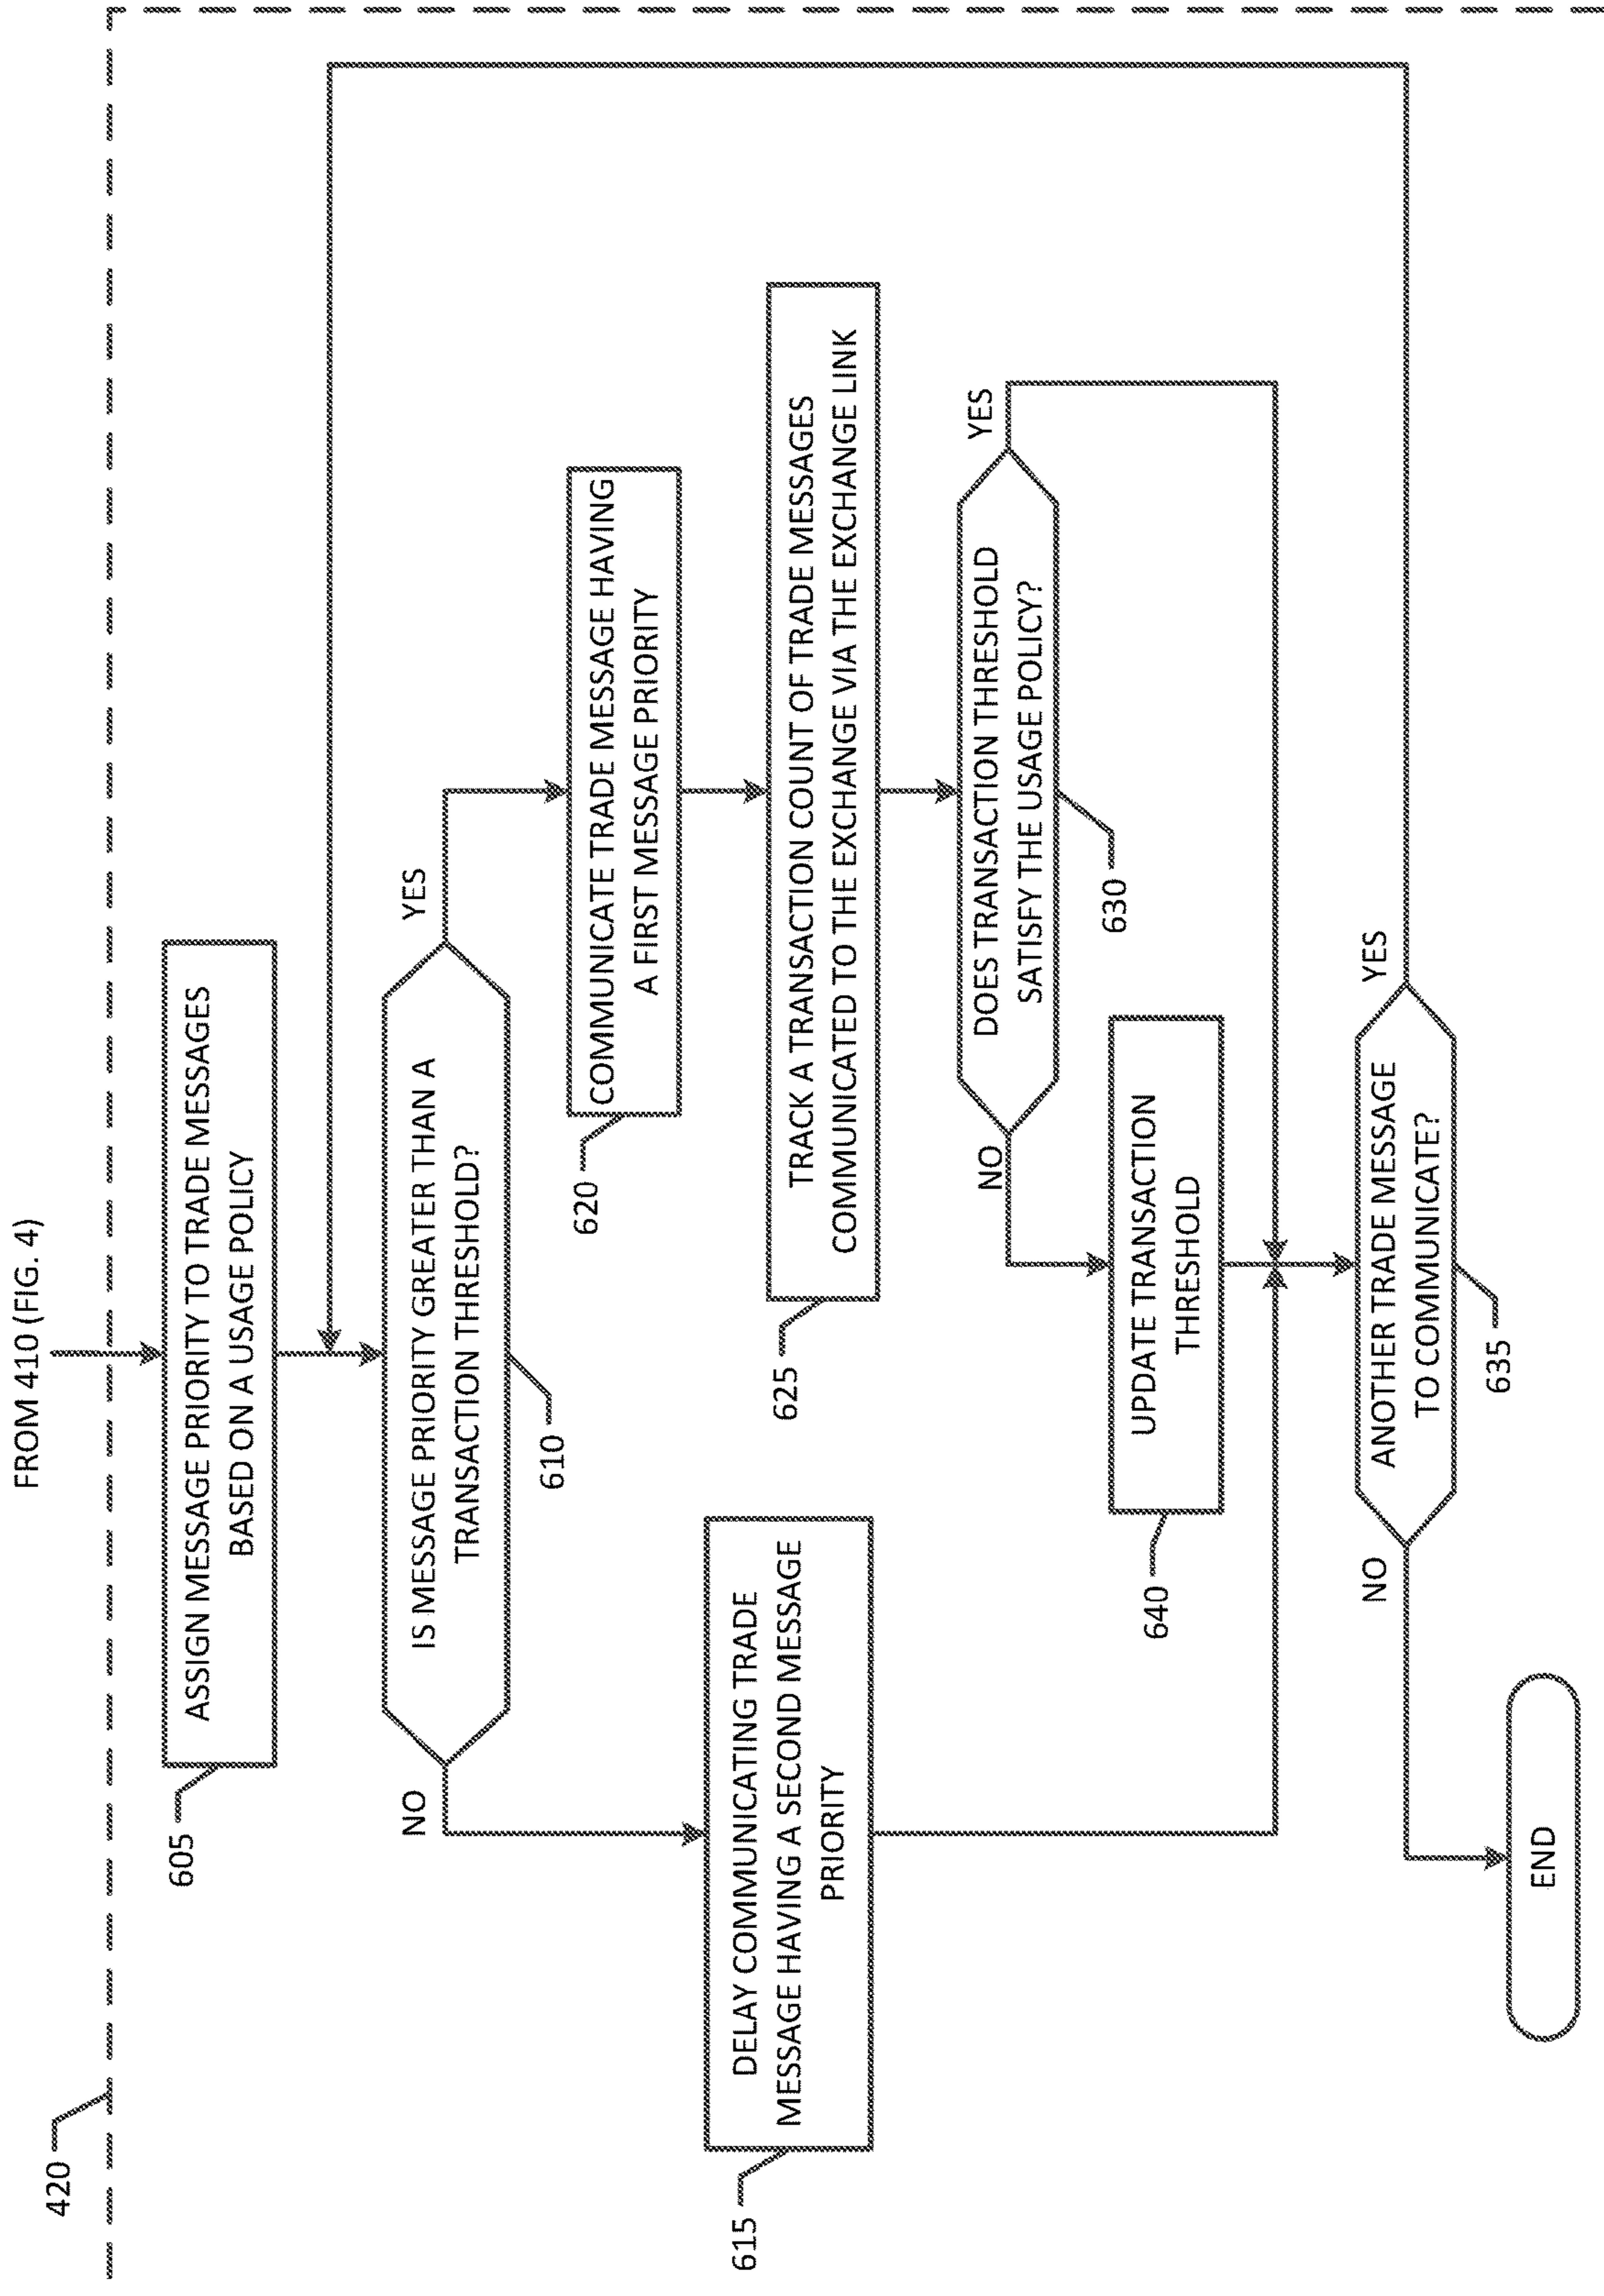 FROM 410 (FIG. 4)
420
605
ASSIGN MESSAGE PRIORITY TO TRADE MESSAGES
BASED ON A USAGE POLICY
IS MESSAGE PRIORITY GREATER THAN A
TRANSACTION THRESHOLD?
610
NO
YES
615
DELAY COMMUNICATING TRADE
MESSAGE HAVING A SECOND MESSAGE
PRIORITY
620
COMMUNICATE TRADE MESSAGE HAVING
A FIRST MESSAGE PRIORITY
625
TRACK A TRANSACTION COUNT OF TRADE MESSAGES
COMMUNICATED TO THE EXCHANGE VIA THE EXCHANGE LINK
DOES TRANSACTION THRESHOLD
SATISFY THE USAGE POLICY?
630
NO
YES
640
UPDATE TRANSACTION
THRESHOLD
ANOTHER TRADE MESSAGE
TO COMMUNICATE?
635
NO
YES
END